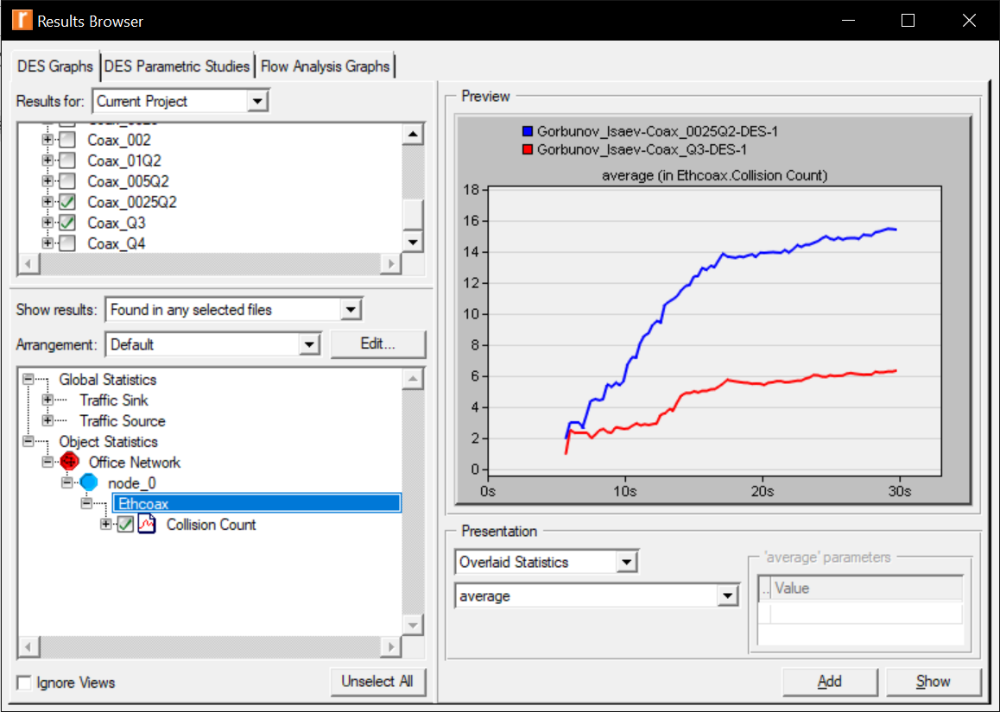 Results Browser
DES Graphs DES Parametric Studies Flow Analysis Graphs
Results for: Current Project
Coax_002
Coax_01Q2
Coax_005Q2
Coax_0025Q2
Coax_Q3
Coax_Q4
Show results: Found in any selected files
Arrangement: Default Edit...
Global Statistics
Traffic Sink
Traffic Source
Object Statistics
Office Network
node_0
Ethcoax
Collision Count
Ignore Views Unselect All
Preview
Gorbunov_Isaev-Coax_0025Q2-DES-1
Gorbunov_Isaev-Coax_Q3-DES-1
average (in Ethcoax.Collision Count)
18
16
14
12
10
8
6
4
2
0
0s 10s 20s 30s
Presentation
Overlaid Statistics
average
'average' parameters
.. Value
Add Show